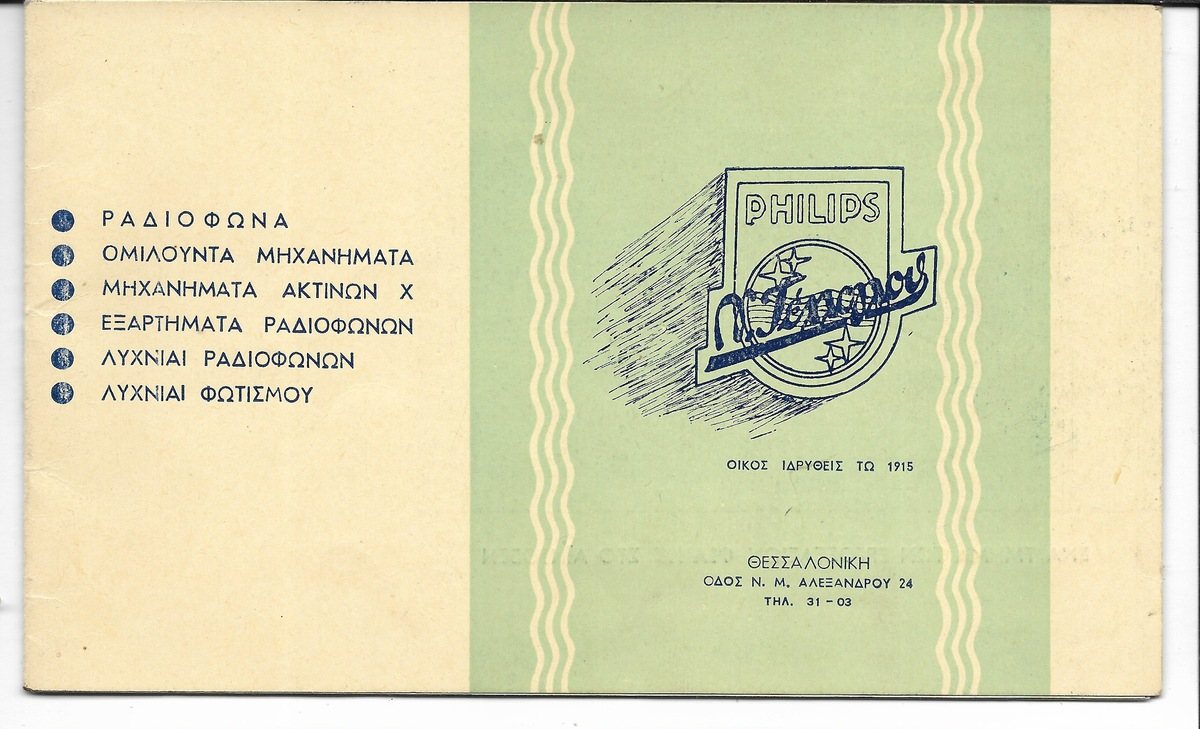 ΡΑΔΙΟΦΩΝΑ
ΟΜΙΛΟΥΝΤΑ ΜΗΧΑΝΗΜΑΤΑ
ΜΗΧΑΝΗΜΑΤΑ ΑΚΤΙΝΩΝ Χ
ΕΞΑΡΤΗΜΑΤΑ ΡΑΔΙΟΦΩΝΩΝ
ΛΥΧΝΙΑΙ ΡΑΔΙΟΦΩΝΩΝ
ΛΥΧΝΙΑΙ ΦΩΤΙΣΜΟΥ
PHILIPS
ΟΙΚΟΣ ΙΔΡΥΘΕΙΣ ΤΩ 1915
ΘΕΣΣΑΛΟΝΙΚΗ
ΟΔΟΣ Ν. Μ. ΑΛΕΞΑΝΔΡΟΥ 24
ΤΗΛ. 31-03